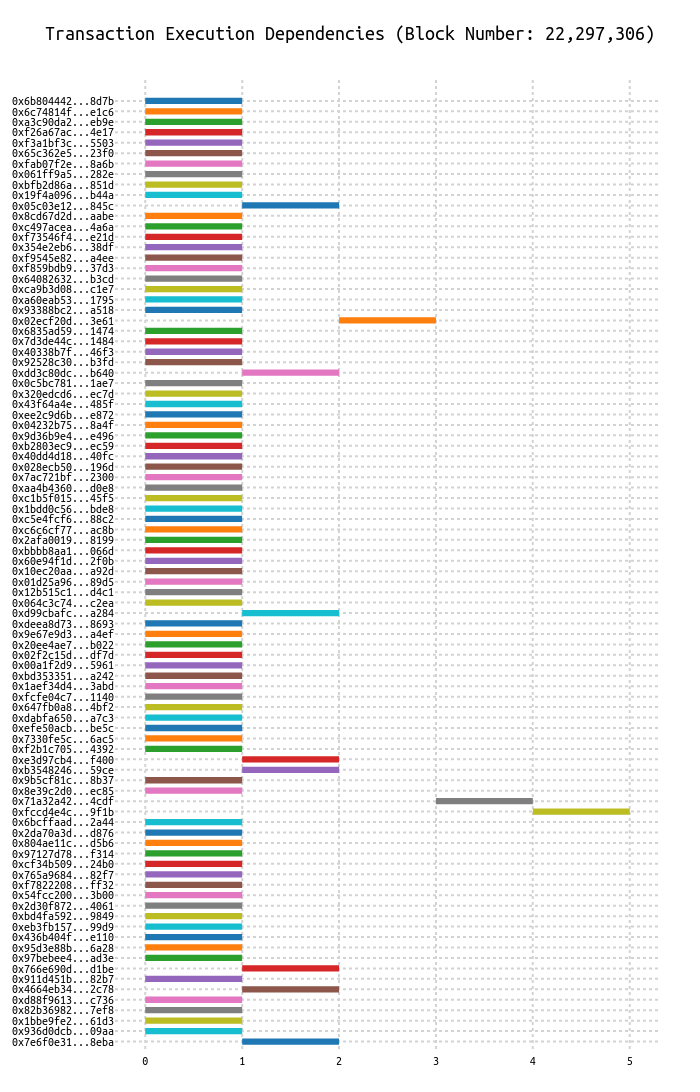 Transaction Execution Dependencies (Block Number: 22,297,306)
0x6b804442...8d7b
0x6c74814f...e1c6
0xa3c90da2...eb9e
0xf26a67ac...4e17
0xf3a1bf3c...5503
0x65c362e5...23f0
0xfab07f2e...8a6b
0x061ff9a5...282e
0xbfb2d86a...851d
0x19f4a096...b44a
0x05c03e12...845c
0x8cd67d2d...aabe
0xc497acea...4a6a
0xf73546f4...e21d
0x354e2eb6...38df
0xf9545e82...a4ee
0xf859bdb9...37d3
0x64082632...b3cd
0xca9b3d08...c1e7
0xa60eab53...1795
0x93388bc2...a518
0x02ecf20d...3e61
0x6835ad59...1474
0x7d3de44c...1484
0x40338b7f...46f3
0x92528c30...b3fd
0xdd3c80dc...b640
0x0c5bc781...1ae7
0x320edcd6...ec7d
0x43f64a4e...485f
0xee2c9d6b...e872
0x04232b75...8a4f
0x9d36b9e4...e496
0xb2803ec9...ec59
0x40dd4d18...40fc
0x028ecb50...196d
0x7ac721bf...2300
0xaa4b4360...d0e8
0xc1b5f015...45f5
0x1bdd0c56...bde8
0xc5e4fcf6...88c2
0xc6c6cf77...ac8b
0x2afa0019...8199
0xbbbb8aa1...066d
0x60e94f1d...2f0b
0x10ec20aa...a92d
0x01d25a96...89d5
0x12b515c1...d4c1
0x064c3c74...c2ea
0xd99cbafc...a284
0xdeea8d73...8693
0x9e67e9d3...a4ef
0x20ee4ae7...b022
0x02f2c15d...df7d
0x00a1f2d9...5961
0xbd353351...a242
0x1aef34d4...3abd
0xfcfe04c7...1140
0x647fb0a8...4bf2
0xdabfa650...a7c3
0xefe50acb...be5c
0x7330fe5c...6ac5
0xf2b1c705...4392
0xe3d97cb4...f400
0xb3548246...59ce
0x9b5cf81c...8b37
0x8e39c2d0...ec85
0x71a32a42...4cdf
0xfccd4e4c...9f1b
0x6bcffaad...2a44
0x2da70a3d...d876
0x804ae11c...d5b6
0x97127d78...f314
0xcf34b509...24b0
0x765a9684...82f7
0xf7822208...ff32
0x54fcc200...3b00
0x2d30f872...4061
0xbd4fa592...9849
0xeb3fb157...99d9
0x436b404f...e110
0x95d3e88b...6a28
0x97bebee4...ad3e
0x766e690d...d1be
0x911d451b...82b7
0x4664eb34...2c78
0xd88f9613...c736
0x82b36982...7ef8
0x1bbe9fe2...61d3
0x936d0dcb...09aa
0x7e6f0e31...8eba
0 1 2 3 4 5